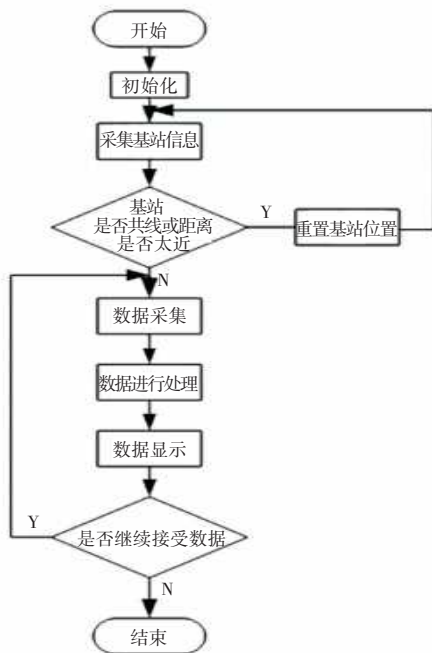 开始
初始化
采集基站信息
基站
是否共线或距离
是否太近
Y
重置基站位置
N
数据采集
数据进行处理
数据显示
Y
是否继续接受数据
N
结束